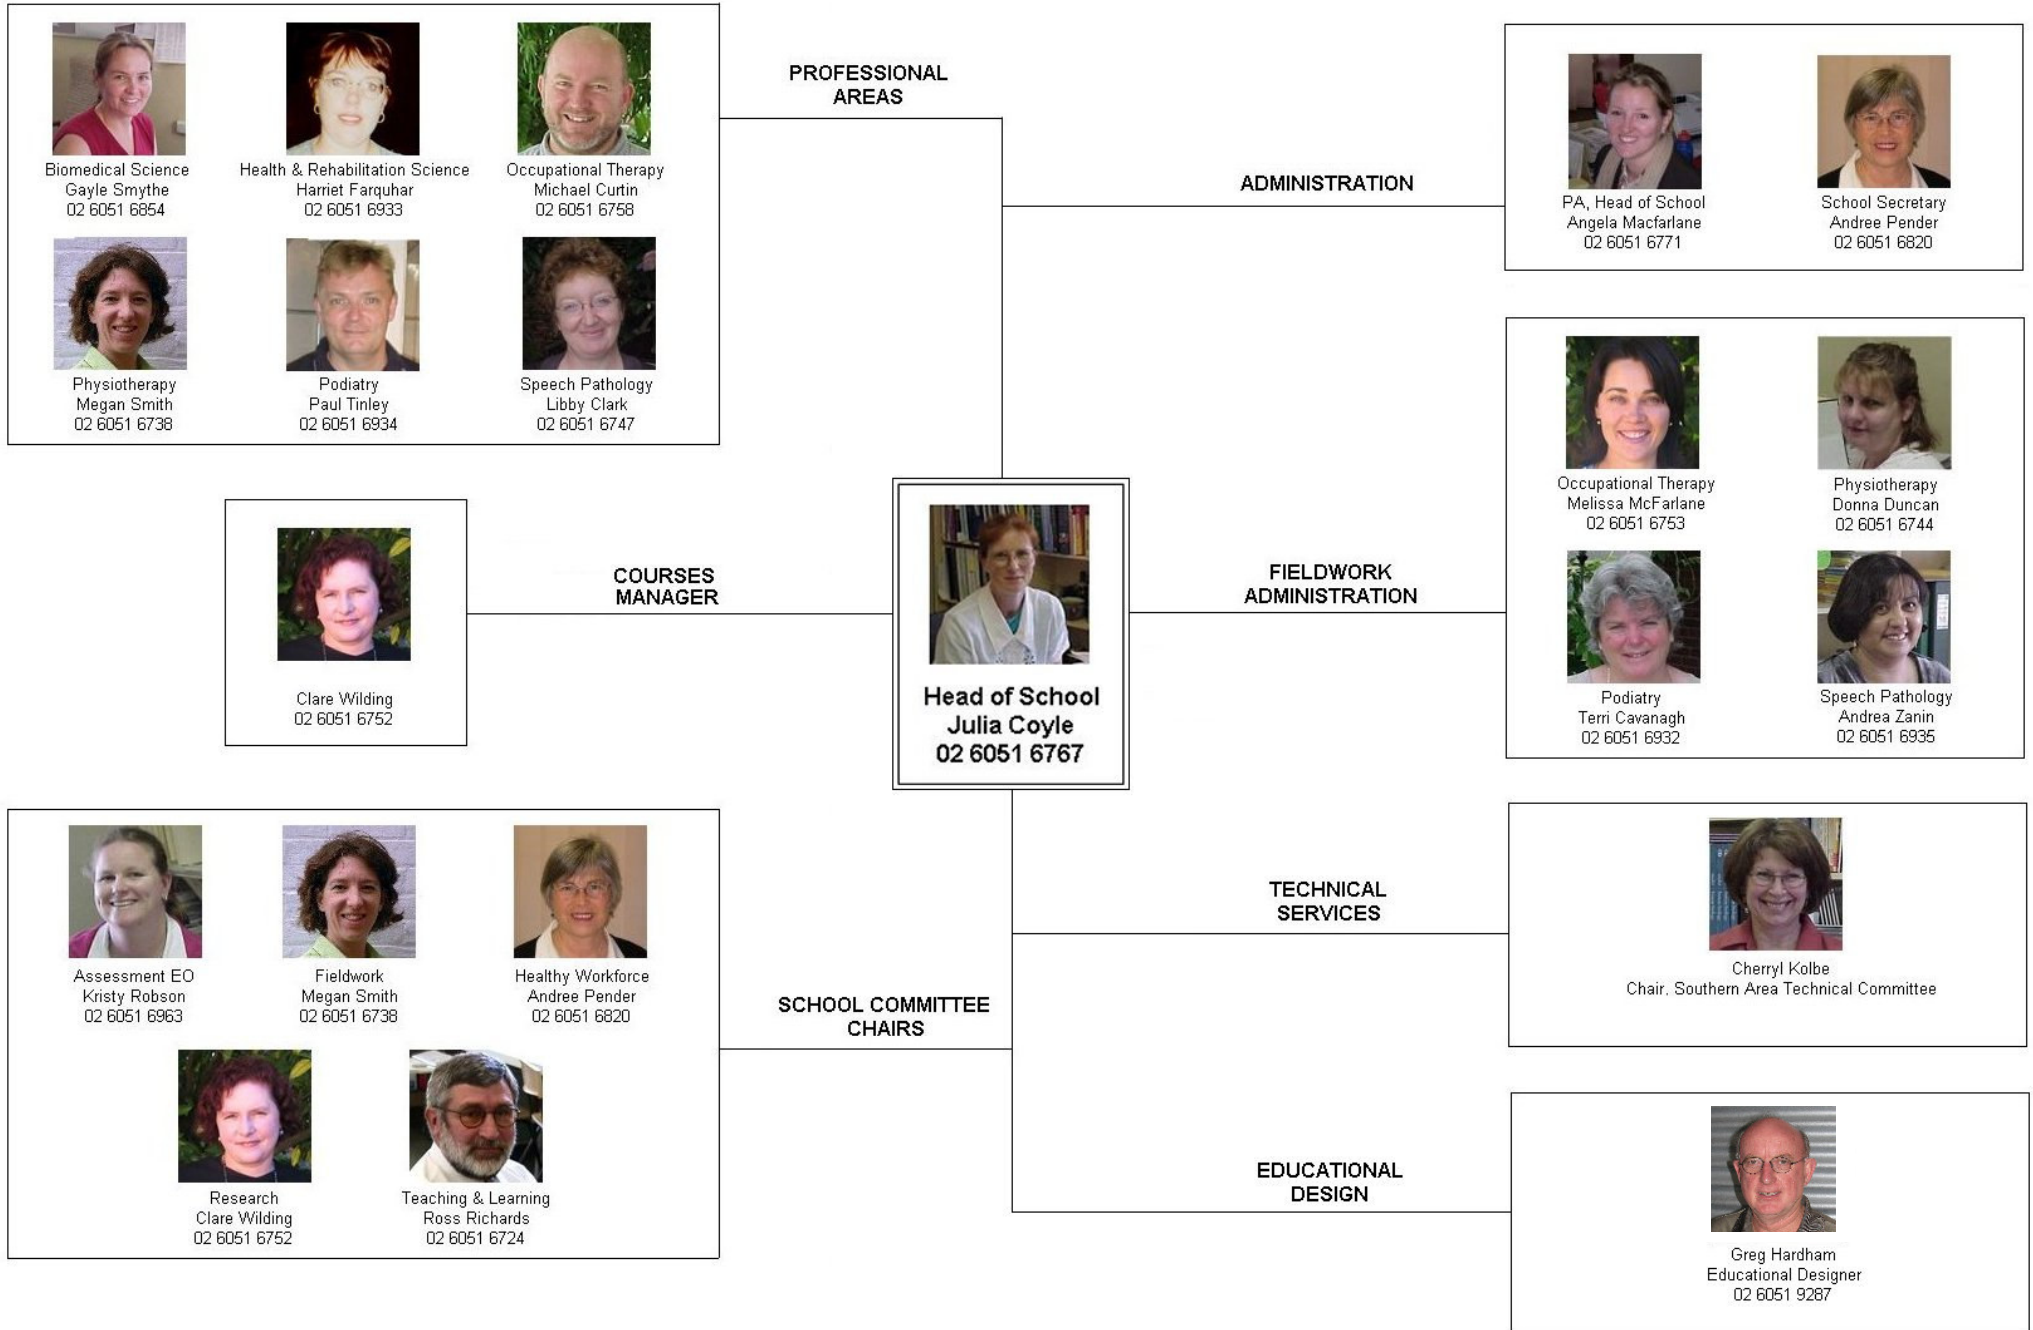 PROFESSIONAL
AREAS
Biomedical Science
Gayle Smythe
02 6051 6854
Health & Rehabilitation Science
Harriet Farquhar
02 6051 6933
Occupational Therapy
Michael Curtin
02 6051 6758
Physiotherapy
Megan Smith
02 6051 6738
Podiatry
Paul Tinley
02 6051 6934
Speech Pathology
Libby Clark
02 6051 6747
ADMINISTRATION
PA, Head of School
Angela Macfarlane
02 6051 6771
School Secretary
Andree Pender
02 6051 6820
COURSES
MANAGER
Clare Wilding
02 6051 6752
Head of School
Julia Coyle
02 6051 6767
FIELDWORK
ADMINISTRATION
Occupational Therapy
Melissa McFarlane
02 6051 6753
Physiotherapy
Donna Duncan
02 6051 6744
Podiatry
Terri Cavanagh
02 6051 6932
Speech Pathology
Andrea Zanin
02 6051 6935
SCHOOL COMMITTEE
CHAIRS
Assessment EO
Kristy Robson
02 6051 6963
Fieldwork
Megan Smith
02 6051 6738
Healthy Workforce
Andree Pender
02 6051 6820
Research
Clare Wilding
02 6051 6752
Teaching & Learning
Ross Richards
02 6051 6724
TECHNICAL
SERVICES
Cherryl Kolbe
Chair. Southern Area Technical Committee
EDUCATIONAL
DESIGN
Greg Hardham
Educational Designer
02 6051 9287